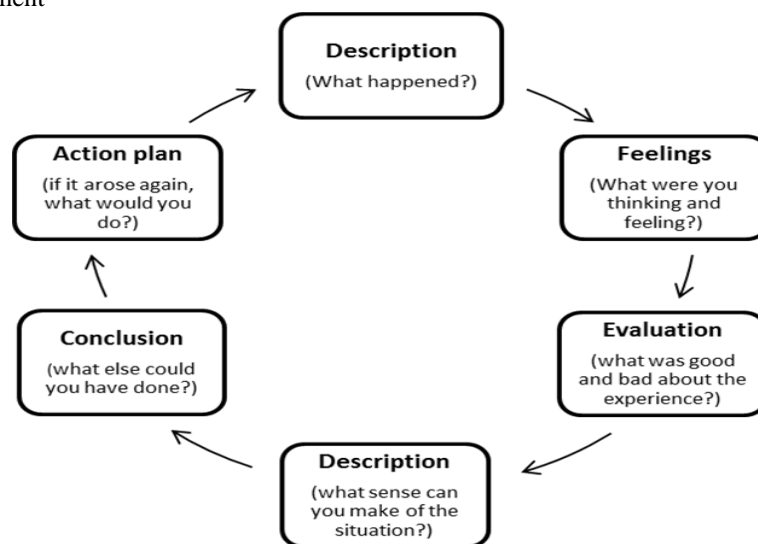 Description
(What happened?)
Feelings
(What were you
thinking and
feeling?)
Evaluation
(what was good
and bad about the
experience?)
Description
(what sense can
you make of the
situation?)
Conclusion
(what else could
you have done?)
Action plan
(if it arose again,
what would you
do?)